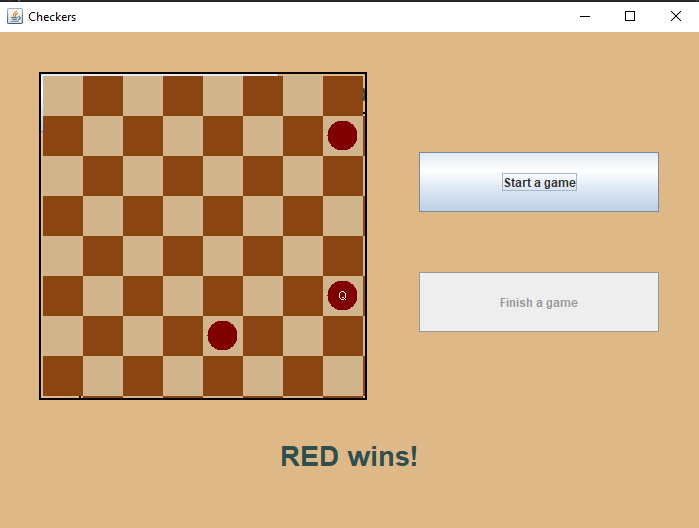 Checkers
Start a game
Q
Finish a game
RED wins!